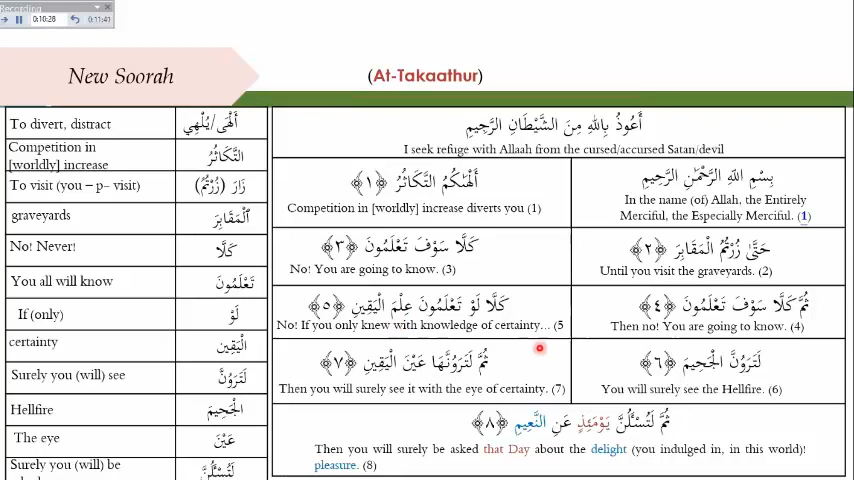 Recording
0:10:28
0:11:41
New Soorah
(At-Takaathur)
To divert, distract أَلْهَى/يُلْهِي
Competition in
[worldly] increase التَّكَاثُرُ
To visit (you – p- visit) زَارَ (زُرْتُمُ)
graveyards ٱلْمَقَابِرَ
No! Never! كَلَّا
You all will know تَعْلَمُونَ
If (only) لَوْ
certainty الْيَقِينِ
Surely you (will) see لَتَرَوُنَّ
Hellfire الْجَحِيمَ
The eye عَيْنَ
Surely you (will) be لَتُسْأَلُنَّ
أَعُوذُ بِاللهِ مِنَ الشَّيْطَانِ الرَّجِيمِ
I seek refuge with Allaah from the cursed/accursed Satan/devil
بِسْمِ اللَّهِ الرَّحْمَٰنِ الرَّحِيمِ
In the name (of) Allah, the Entirely
Merciful, the Especially Merciful. (1)
أَلْهَىٰكُمُ التَّكَاثُرُ ﴿١﴾
Competition in [worldly] increase diverts you (1)
حَتَّىٰ زُرْتُمُ الْمَقَابِرَ ﴿٢﴾
Until you visit the graveyards. (2)
كَلَّا سَوْفَ تَعْلَمُونَ ﴿٣﴾
No! You are going to know. (3)
ثُمَّ كَلَّا سَوْفَ تَعْلَمُونَ ﴿٤﴾
Then no! You are going to know. (4)
كَلَّا لَوْ تَعْلَمُونَ عِلْمَ الْيَقِينِ ﴿٥﴾
No! If you only knew with knowledge of certainty... (5
لَتَرَوُنَّ الْجَحِيمَ ﴿٦﴾
You will surely see the Hellfire. (6)
ثُمَّ لَتَرَوُنَّهَا عَيْنَ الْيَقِينِ ﴿٧﴾
Then you will surely see it with the eye of certainty. (7)
ثُمَّ لَتُسْأَلُنَّ يَوْمَئِذٍ عَنِ النَّعِيمِ ﴿٨﴾
Then you will surely be asked that Day about the delight (you indulged in, in this world)!
pleasure. (8)